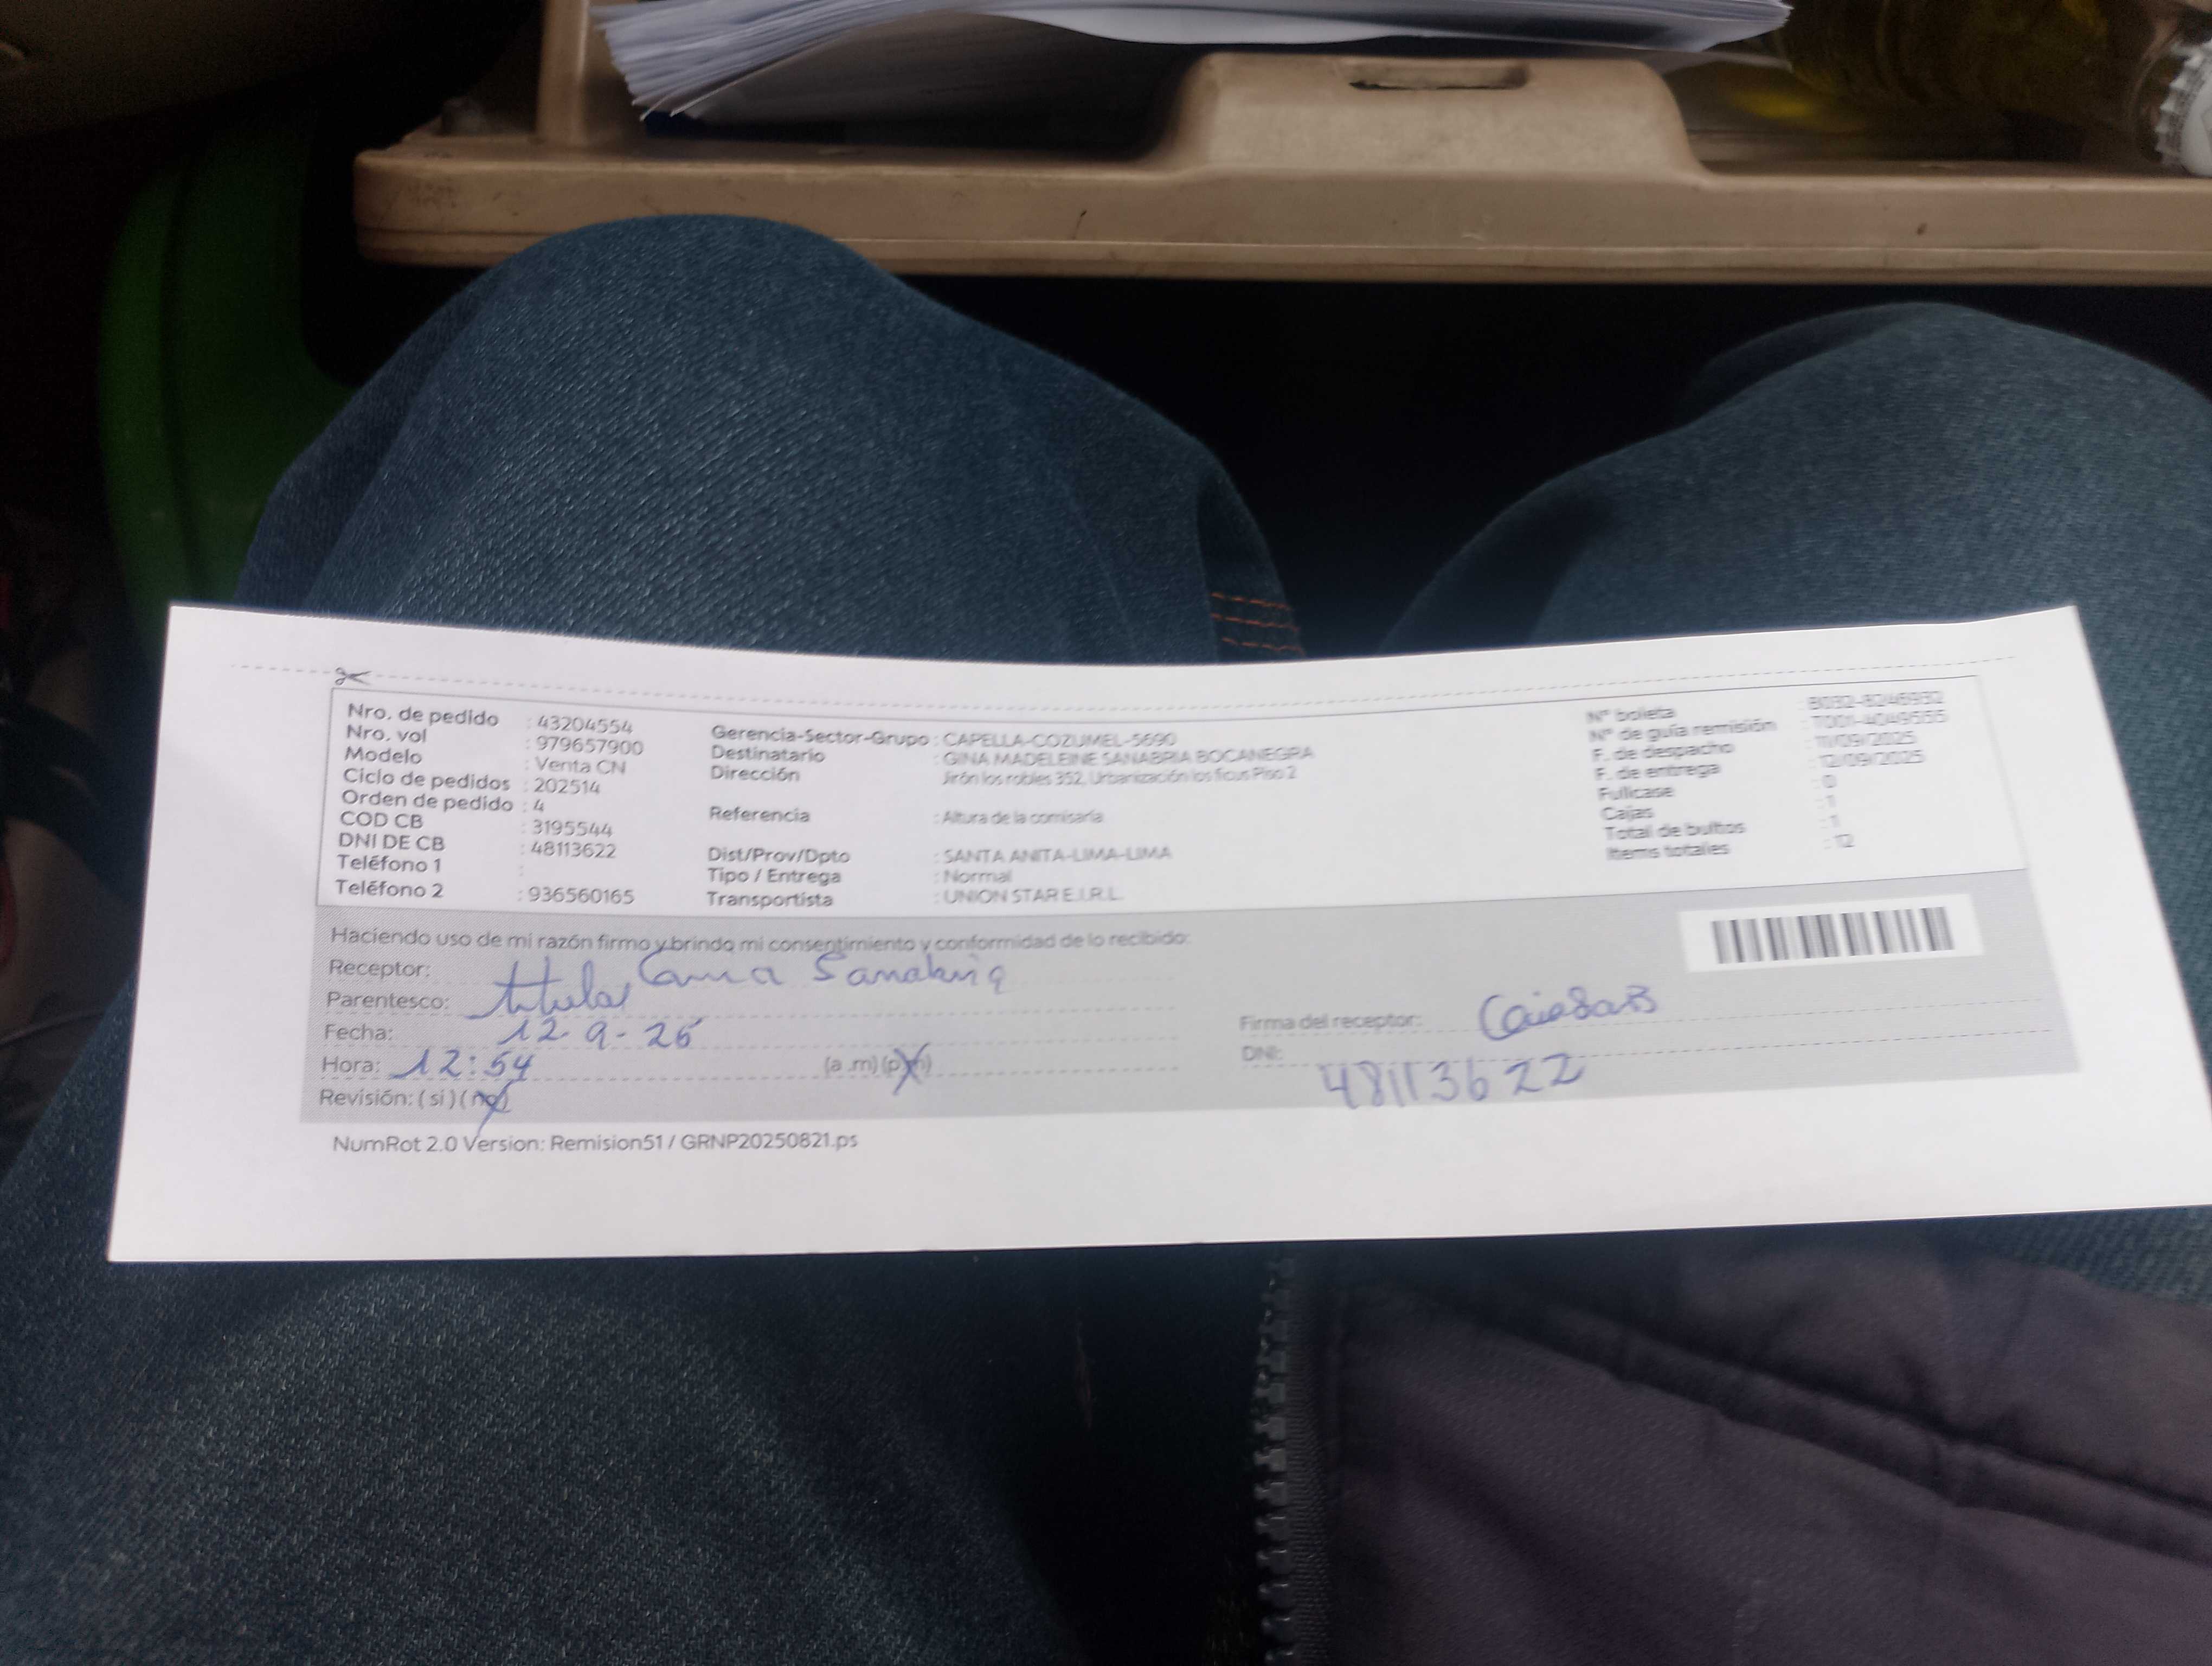 Nro. de pedido : 43204554
Nro. vol : 979657900
Modelo : Venta CN
Ciclo de pedidos : 202514
Orden de pedido : 4
COD CB : 3195544
DNI DE CB : 48113622
Teléfono 1 :
Teléfono 2 : 936560165
Gerencia-Sector-Grupo : CAPELLA-COZUMEL-5690
Destinatario : GINA MADELEINE SANABRIA BOCANEGRA
Dirección Jirón los robles 352, Urbanización los ficus Piso 2
Referencia : Altura de la comisaría
Dist/Prov/Dpto : SANTA ANITA-LIMA-LIMA
Tipo / Entrega : Normal
Transportista : UNION STAR E.I.R.L.
N° boleta
N° de guía remisión
F. de despacho : 11/09/2025
F. de entrega : 12/09/2025
Fullcase : 0
Cajas : 1
Total de bultos : 1
Items totales : 12
Haciendo uso de mi razón firmo y brindo mi consentimiento y conformidad de lo recibido:
Receptor: Sanabria
Parentesco: titular
Fecha: 12-9-25
Hora: 12:54 (a.m) (p.m)
Revisión: ( si ) ( no )
Firma del receptor:
DNI: 48113622
NumRot 2.0 Version: Remision51 / GRNP20250821.ps